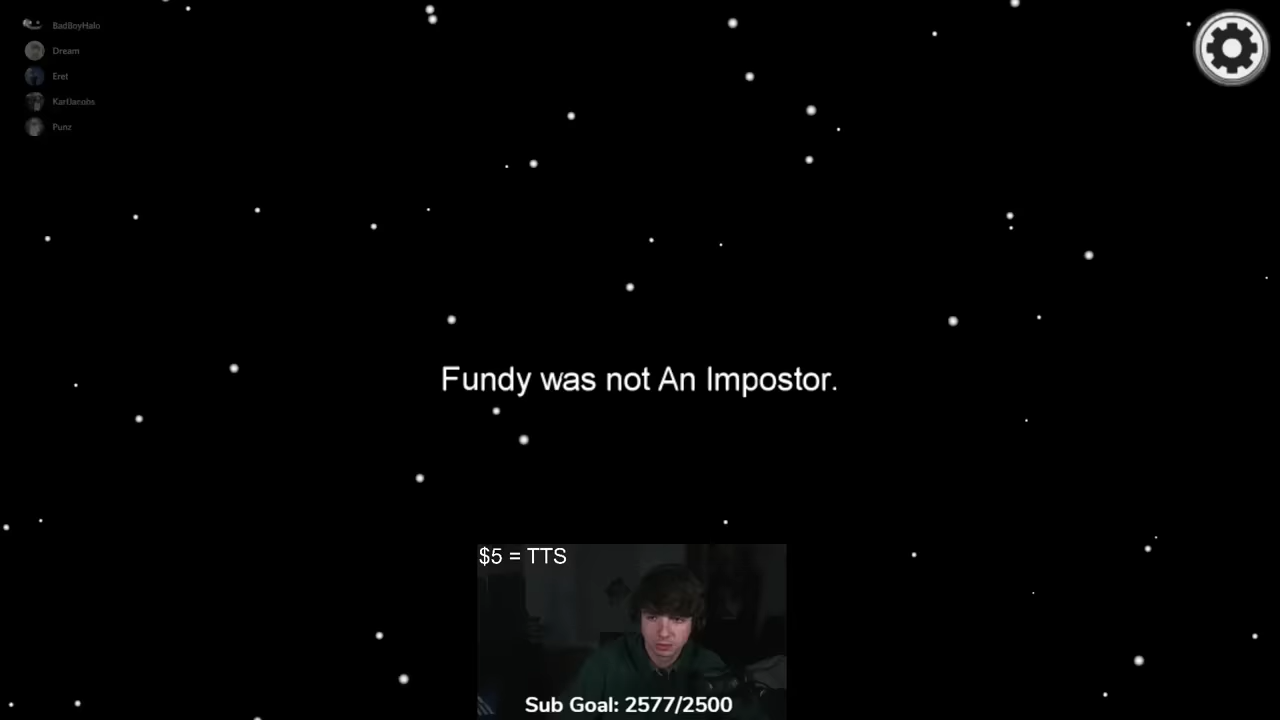 BadBoyHalo
Dream
Eret
KarlJacobs
Punz
Fundy was not An Impostor.
$5 = TTS
Sub Goal: 2577/2500